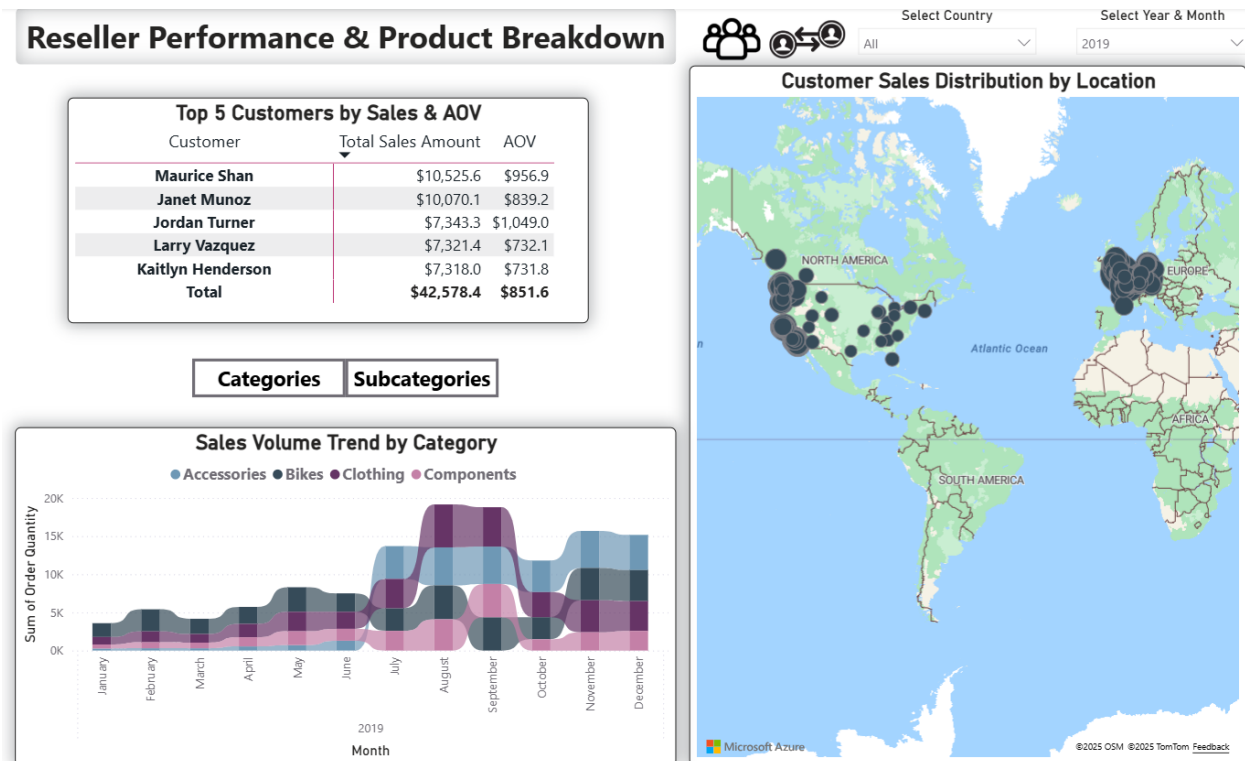 Reseller Performance & Product Breakdown
Select Country
Select Year & Month
All
2019
Top 5 Customers by Sales & AOV
Customer Total Sales Amount AOV
Maurice Shan $10,525.6 $956.9
Janet Munoz $10,070.1 $839.2
Jordan Turner $7,343.3 $1,049.0
Larry Vazquez $7,321.4 $732.1
Kaitlyn Henderson $7,318.0 $731.8
Total $42,578.4 $851.6
Categories Subcategories
Sales Volume Trend by Category
Accessories Bikes Clothing Components
Sum of Order Quantity
20K
15K
10K
5K
0K
January February March April May June July August September October November December
2019
Month
Customer Sales Distribution by Location
NORTH AMERICA
EUROPE
n
Atlantic Ocean
AFRICA
SOUTH AMERICA
Microsoft Azure
©2025 OSM ©2025 TomTom Feedback